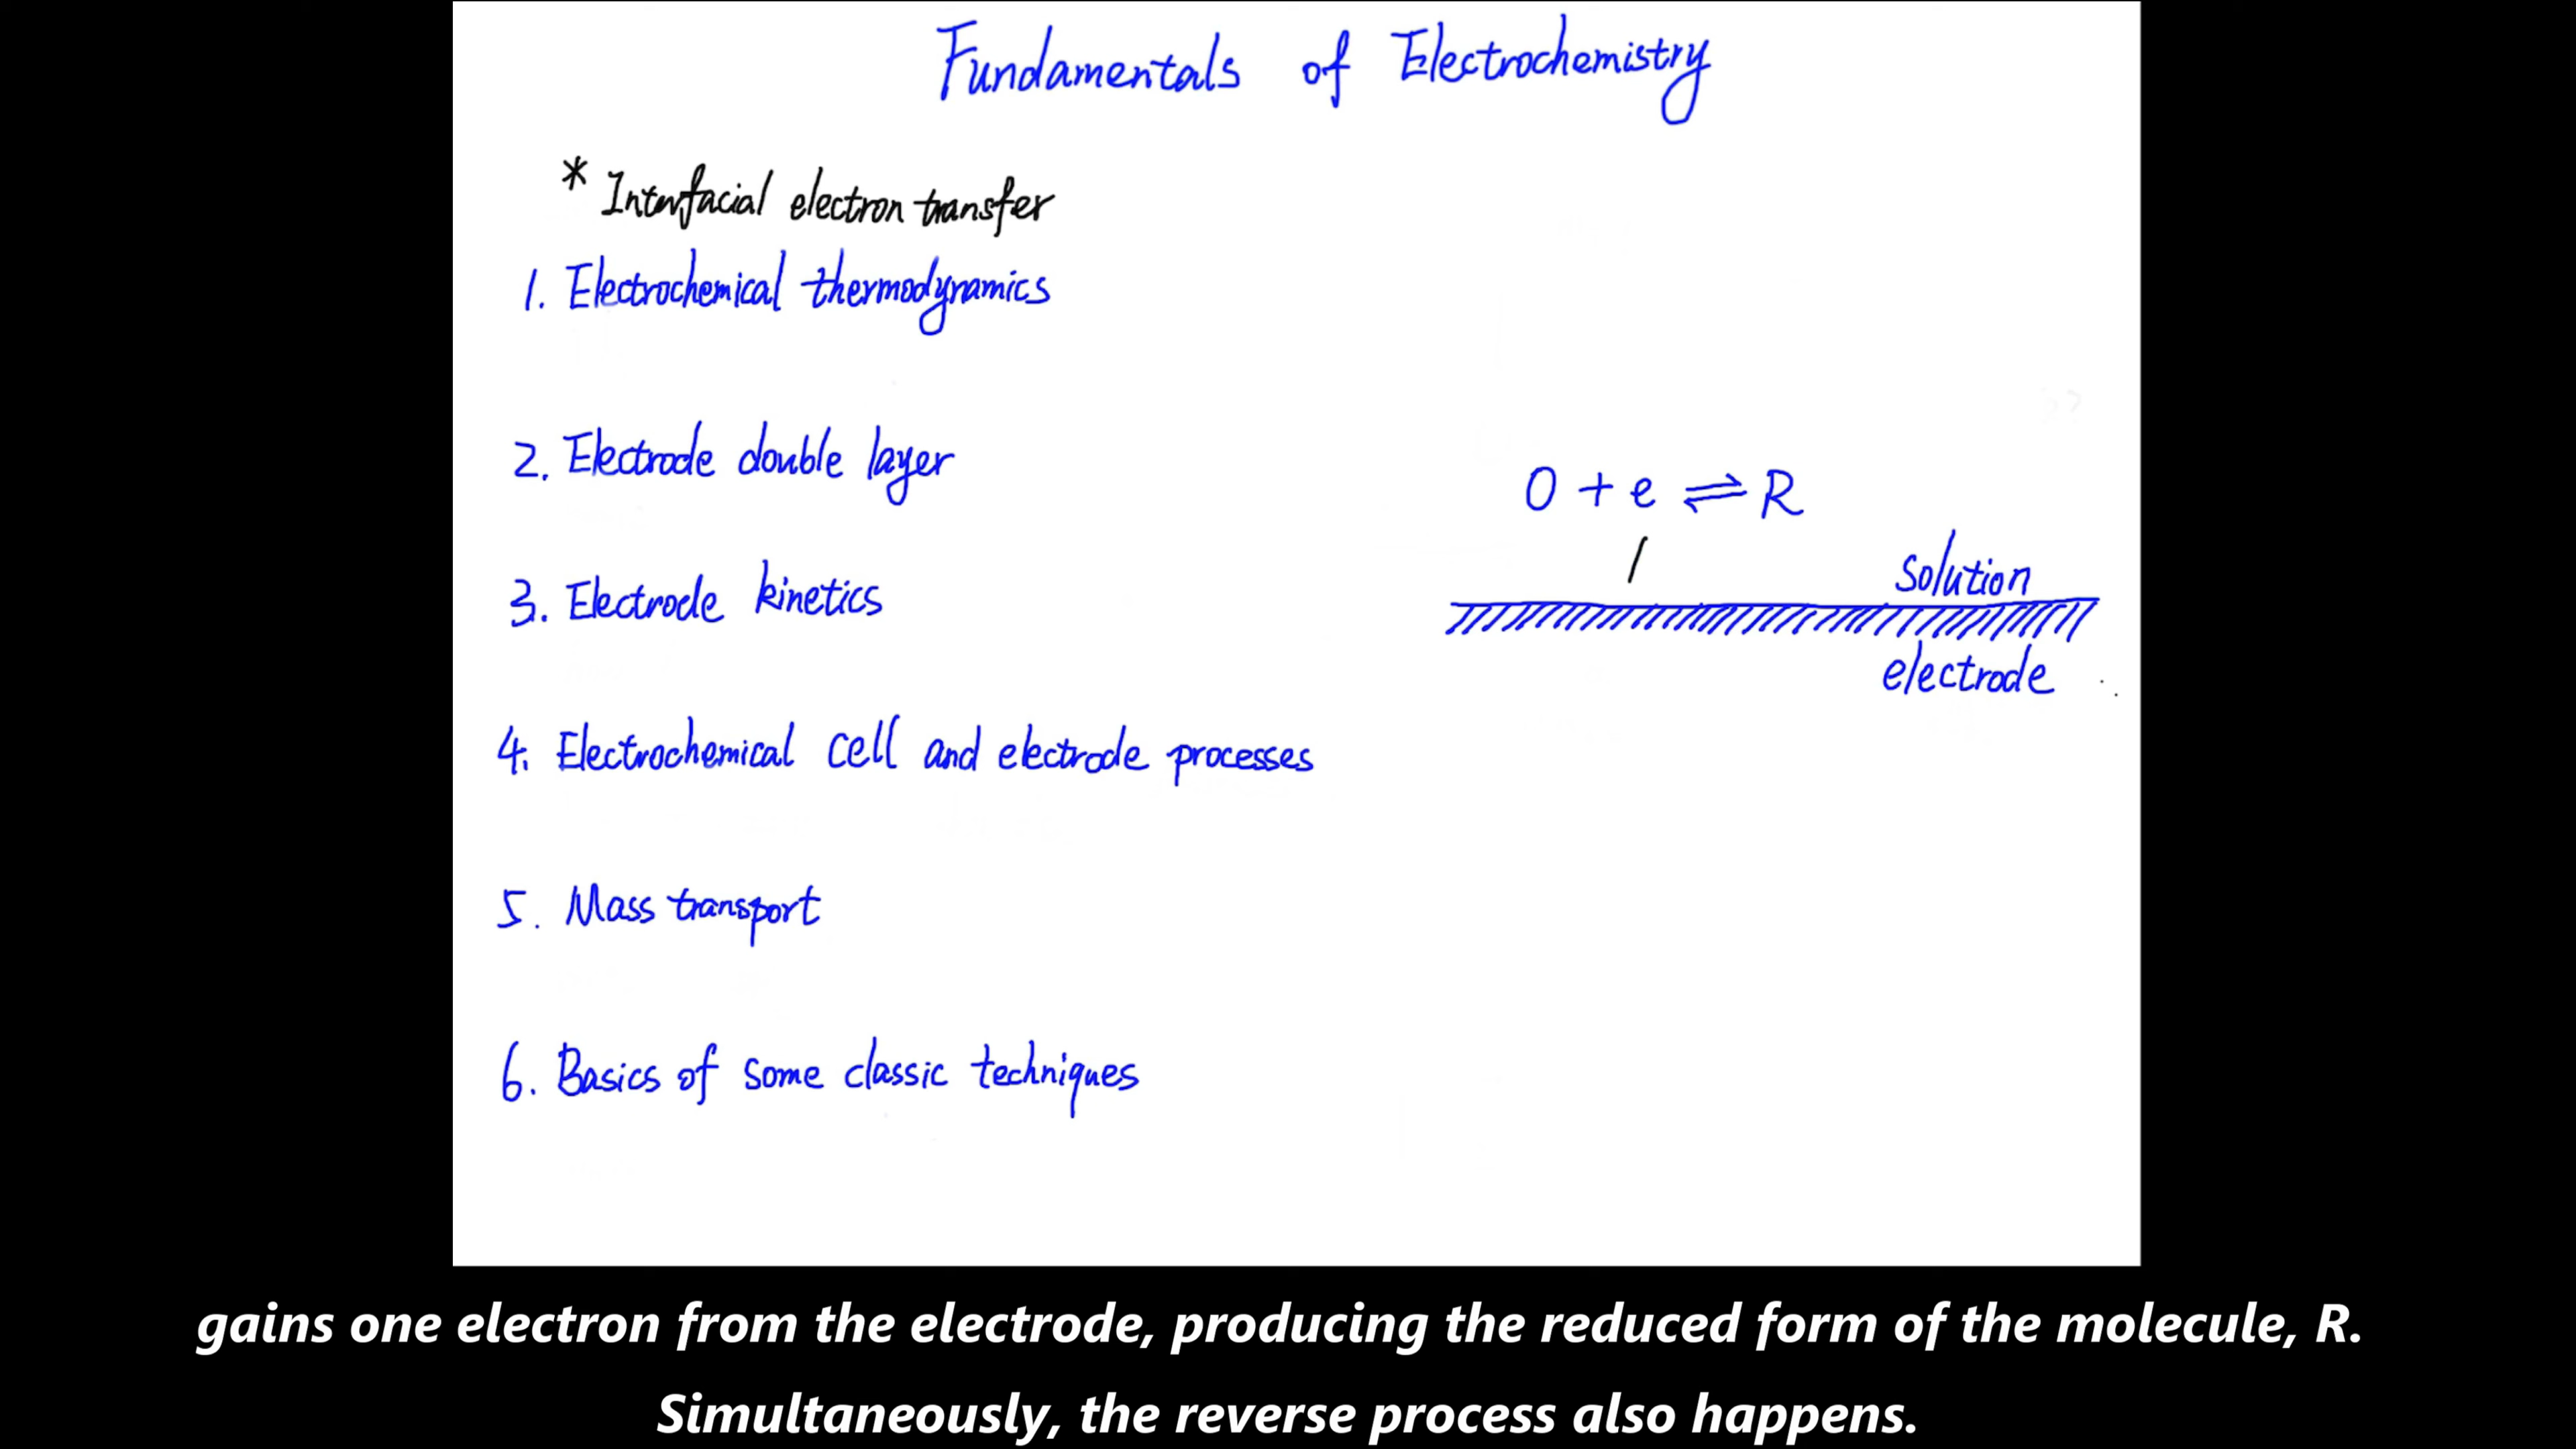 Fundamentals of Electrochemistry
* Interfacial electron transfer
1. Electrochemical thermodynamics
2. Electrode double layer
3. Electrode kinetics
4. Electrochemical cell and electrode processes
5. Mass transport
6. Basics of some classic techniques
O + e ⇌ R
solution
electrode
gains one electron from the electrode, producing the reduced form of the molecule, R.
Simultaneously, the reverse process also happens.